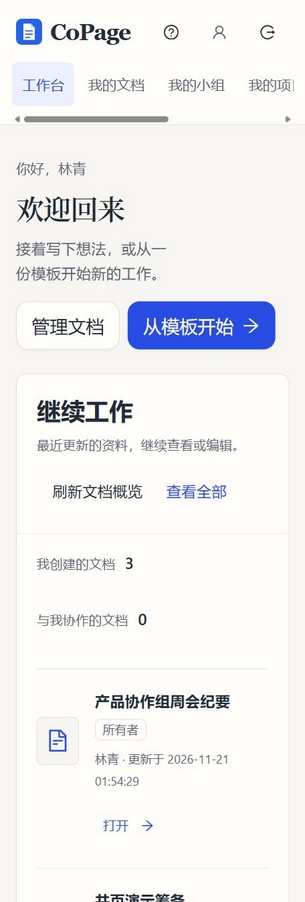 CoPage
工作台 我的文档 我的小组 我的项
你好，林青
欢迎回来
接着写下想法，或从一
份模板开始新的工作。
管理文档 从模板开始 →
继续工作
最近更新的资料，继续查看或编辑。
刷新文档概览 查看全部
我创建的文档 3
与我协作的文档 0
产品协作组周会纪要
所有者
林青 · 更新于 2026-11-21
01:54:29
打开 →
共页演示筹备